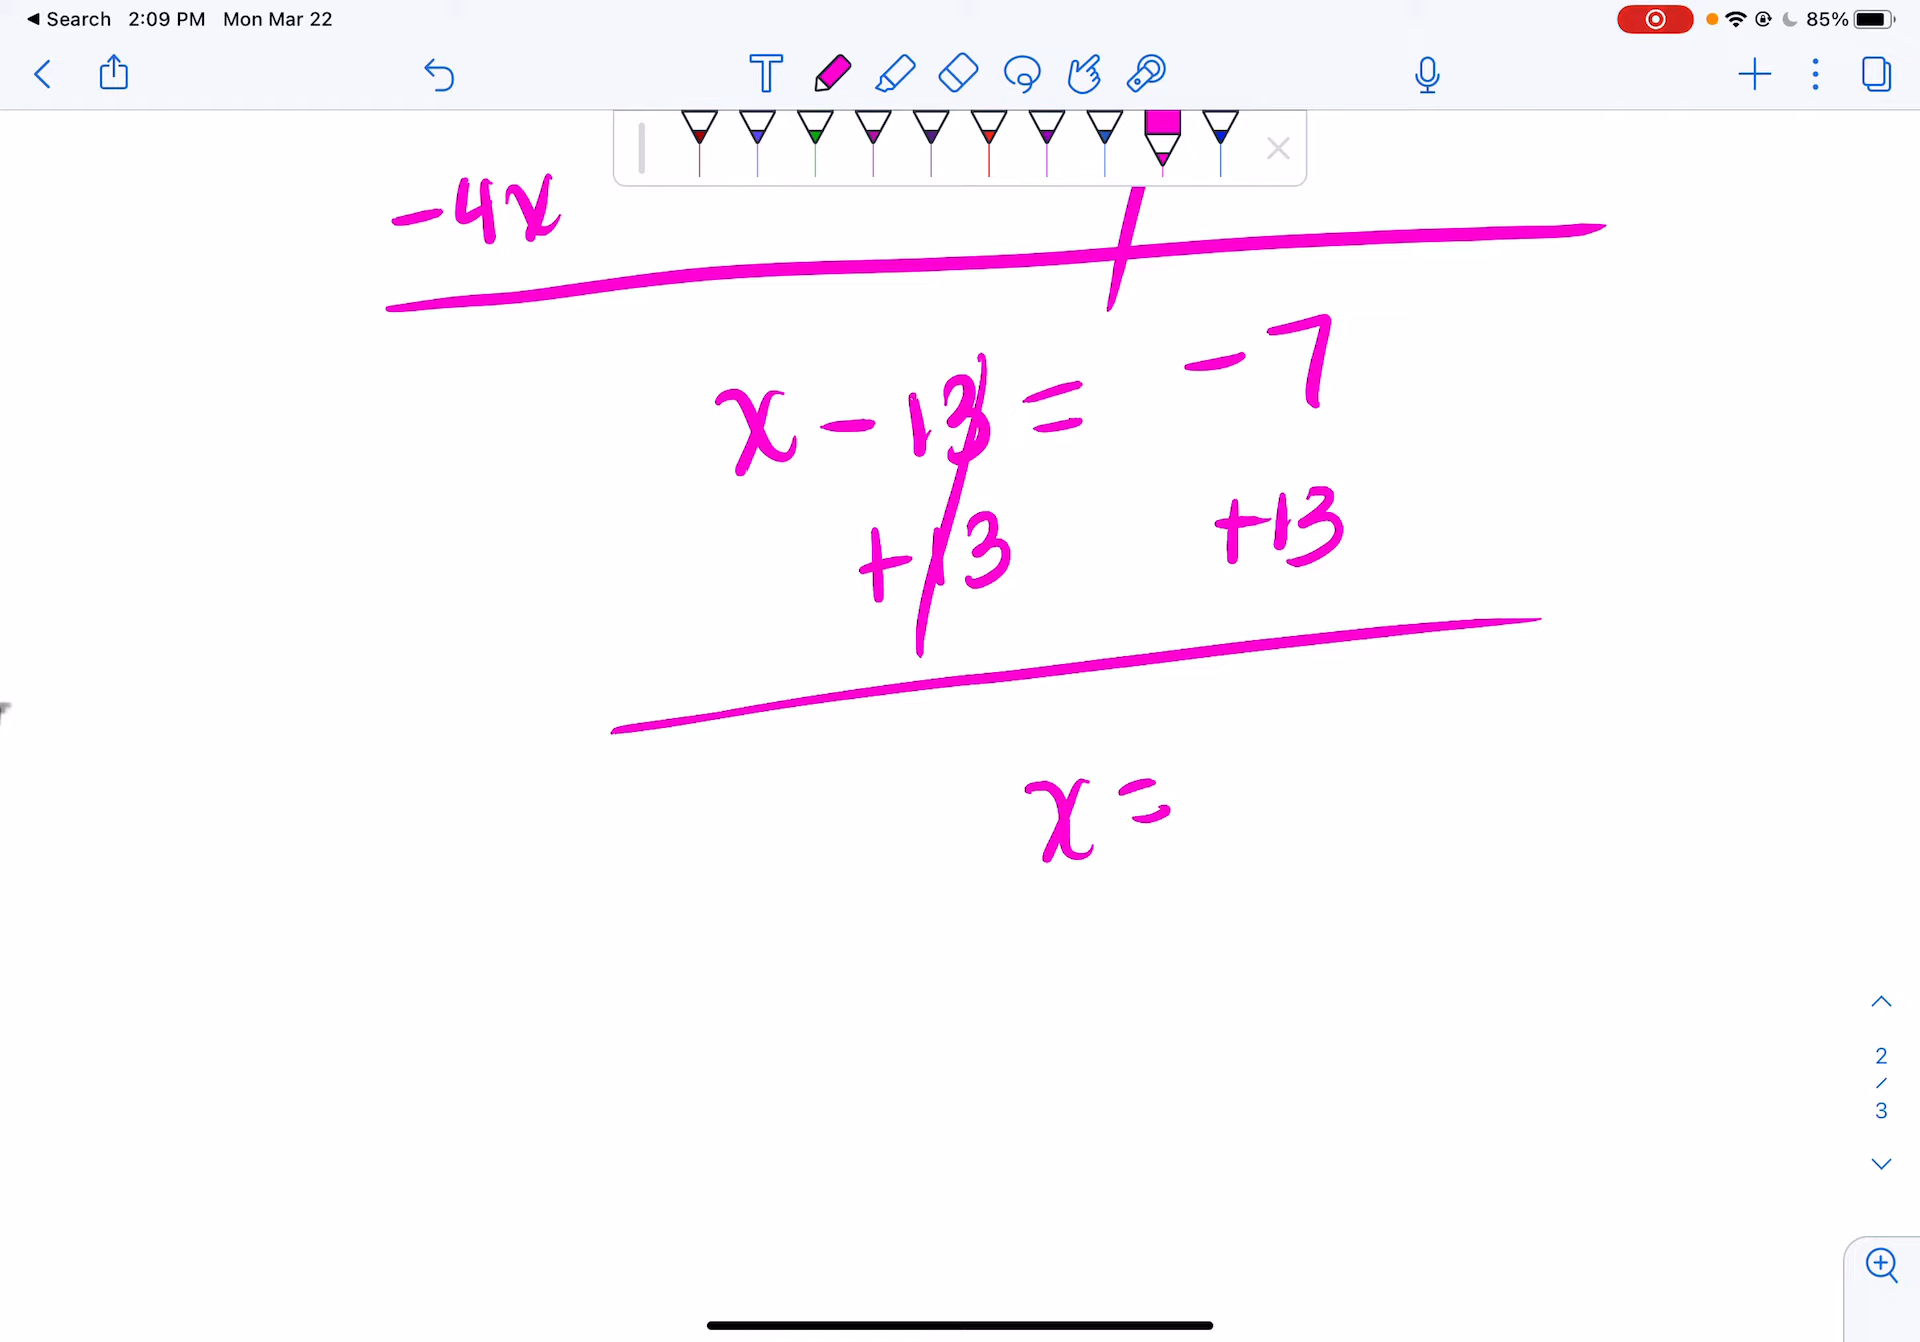 Search 2:09 PM Mon Mar 22 85%
T
-4x
x - 13 = -7
+13 +13
x =
2
/
3